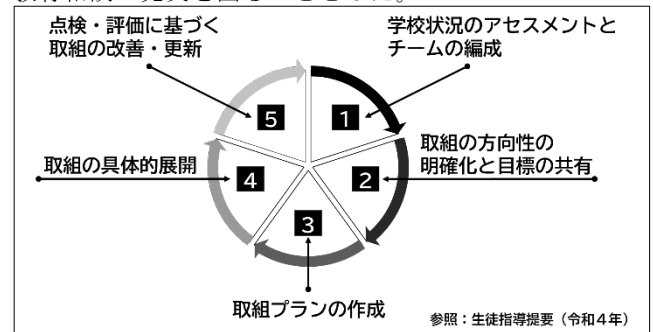 点検・評価に基づく
取組の改善・更新
学校状況のアセスメントと
チームの編成
5
1
取組の具体的展開
4
2
取組の方向性の
明確化と目標の共有
3
取組プランの作成
参照：生徒指導提要（令和４年）